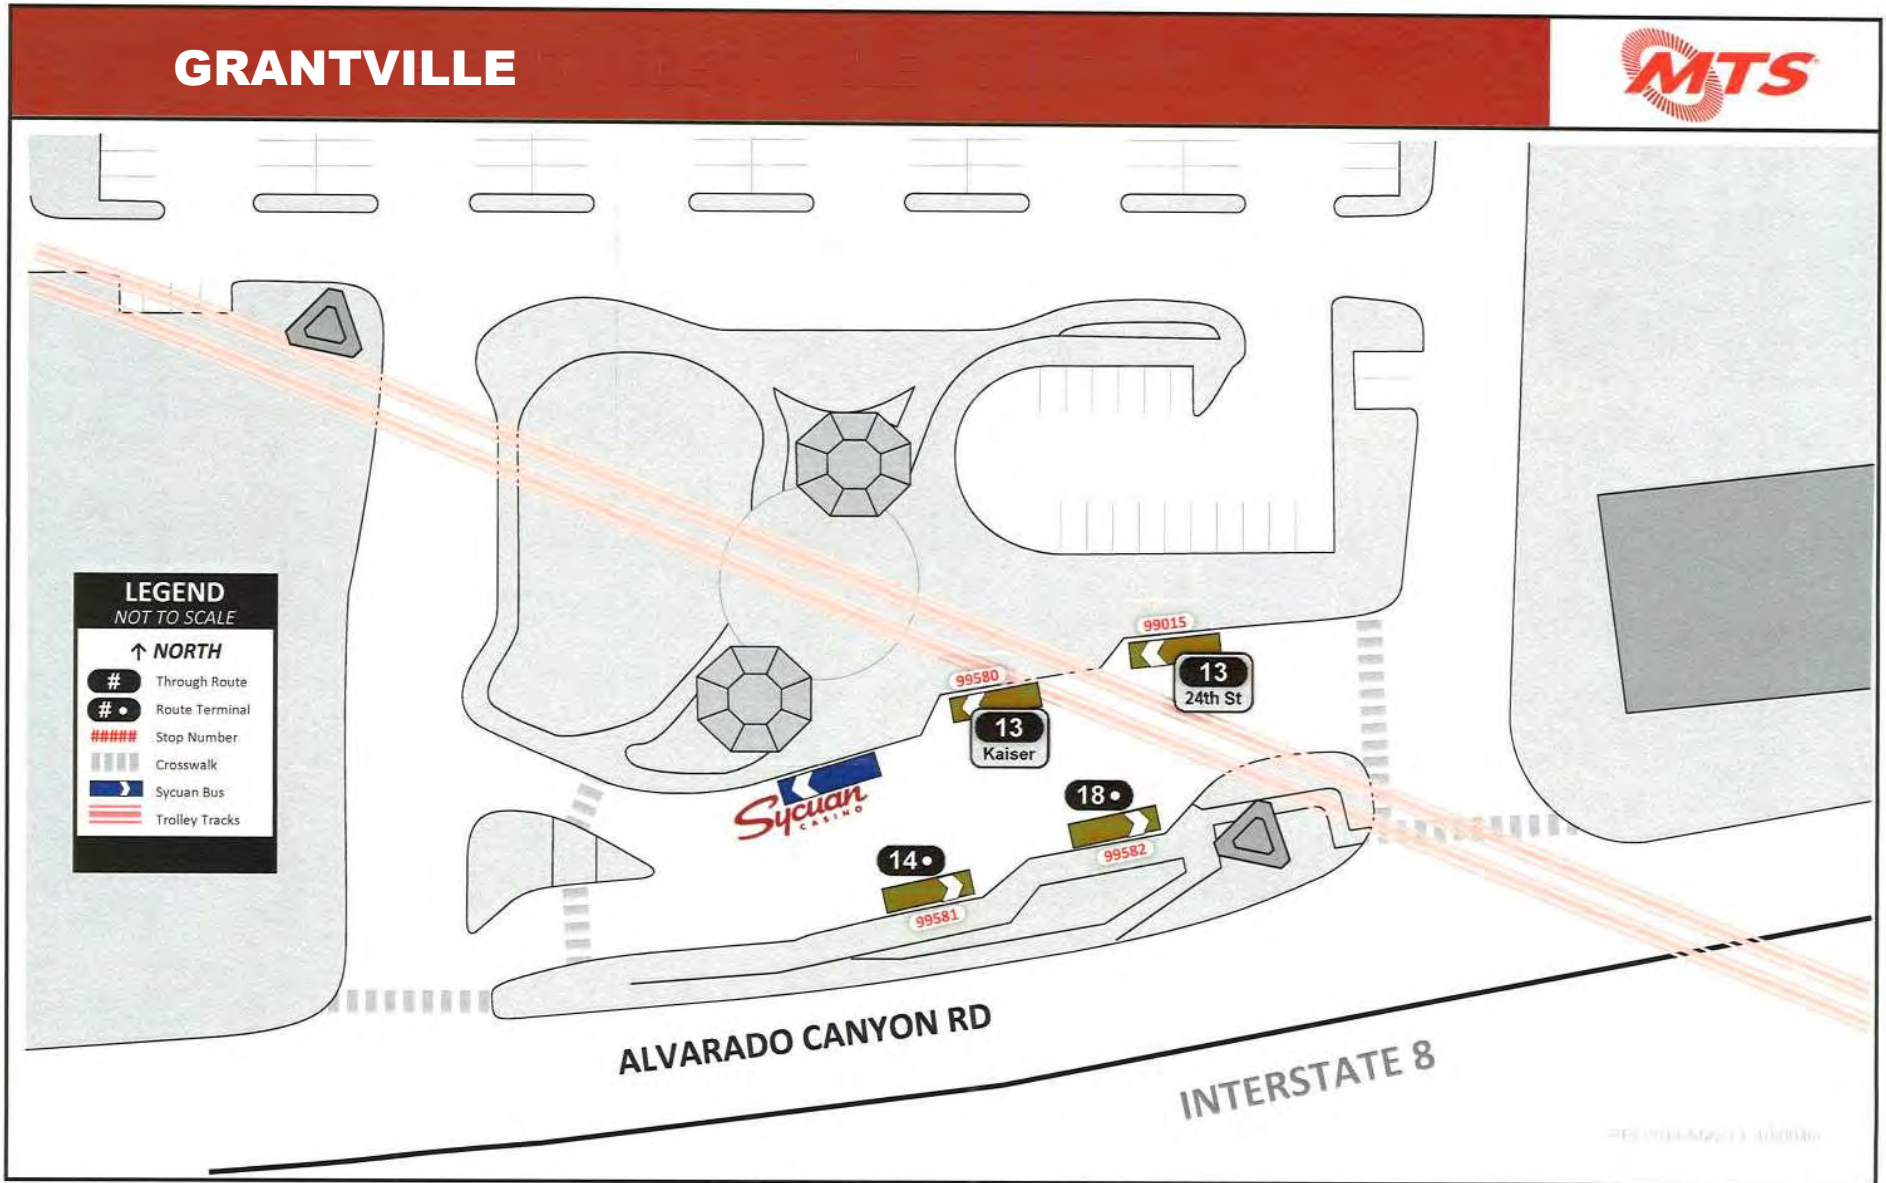 GRANTVILLE
MTS
LEGEND
NOT TO SCALE
↑ NORTH
# Through Route
# • Route Terminal
##### Stop Number
Crosswalk
Sycuan Bus
Trolley Tracks
99015
13
24th St
99580
13
Kaiser
Sycuan
CASINO
18 •
99582
14 •
99581
ALVARADO CANYON RD
INTERSTATE 8